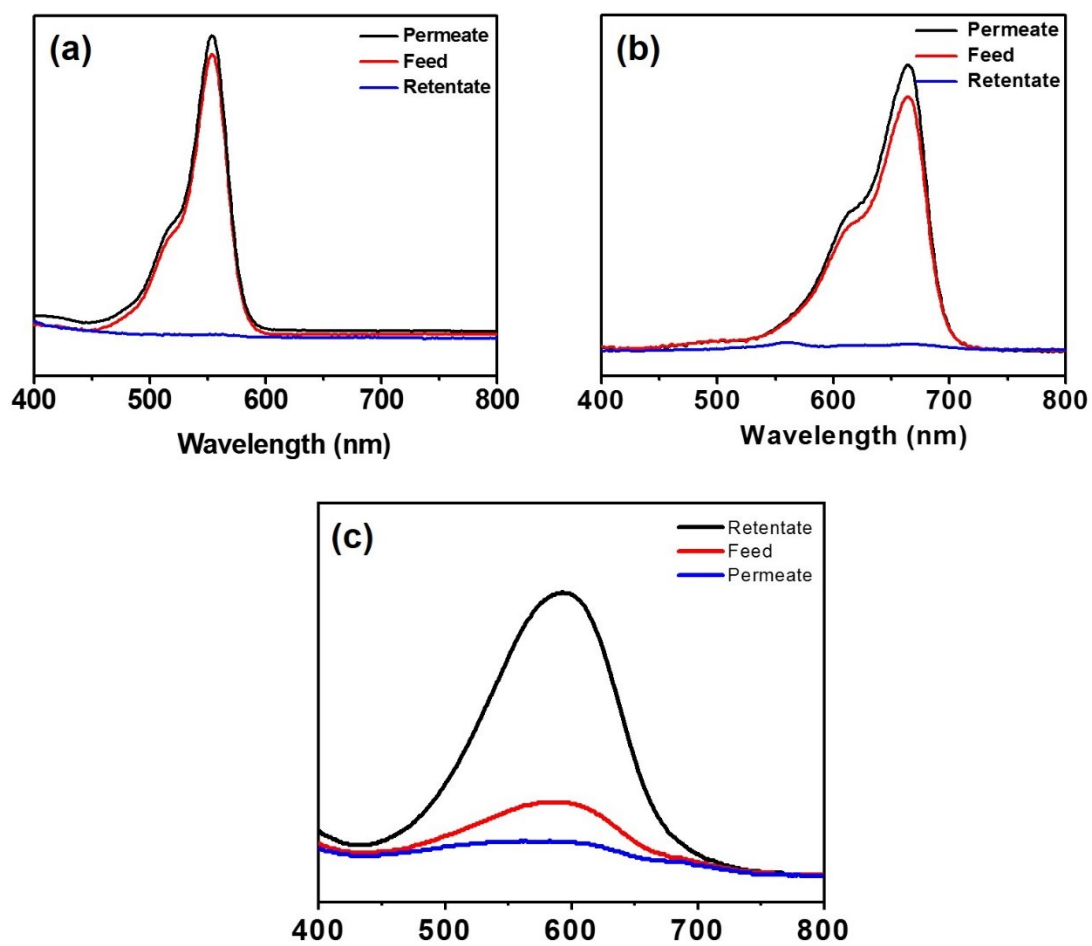 (a)
Permeate
Feed
Retentate
400 500 600 700 800
Wavelength (nm)
(b)
Permeate
Feed
Retentate
400 500 600 700 800
Wavelength (nm)
(c)
Retentate
Feed
Permeate
400 500 600 700 800